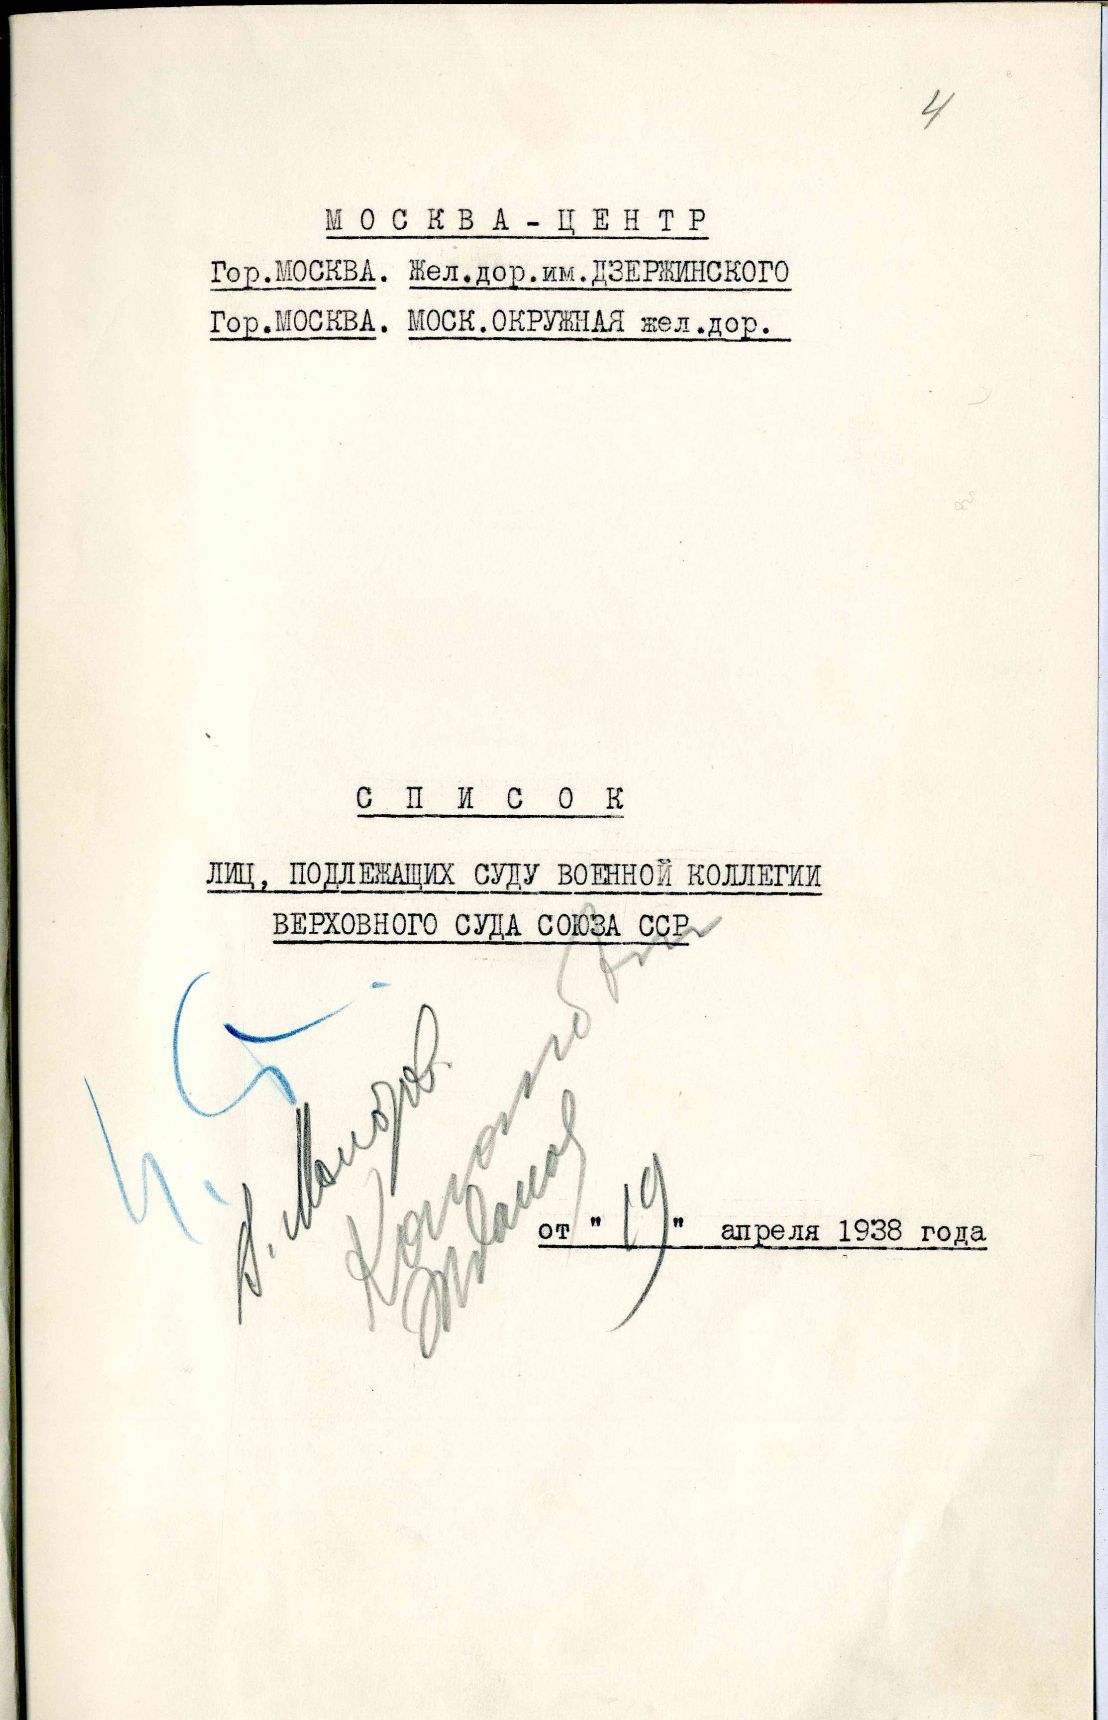 4
МОСКВА-ЦЕНТР
Гор.МОСКВА. Жел.дор.им.ДЗЕРЖИНСКОГО
Гор.МОСКВА. МОСК.ОКРУЖНАЯ жел.дор.
СПИСОК
ЛИЦ, ПОДЛЕЖАЩИХ СУДУ ВОЕННОЙ КОЛЛЕГИИ
ВЕРХОВНОГО СУДА СОЮЗА ССР
В. Молотов.
Каганович
Жданов
от "19" апреля 1938 года